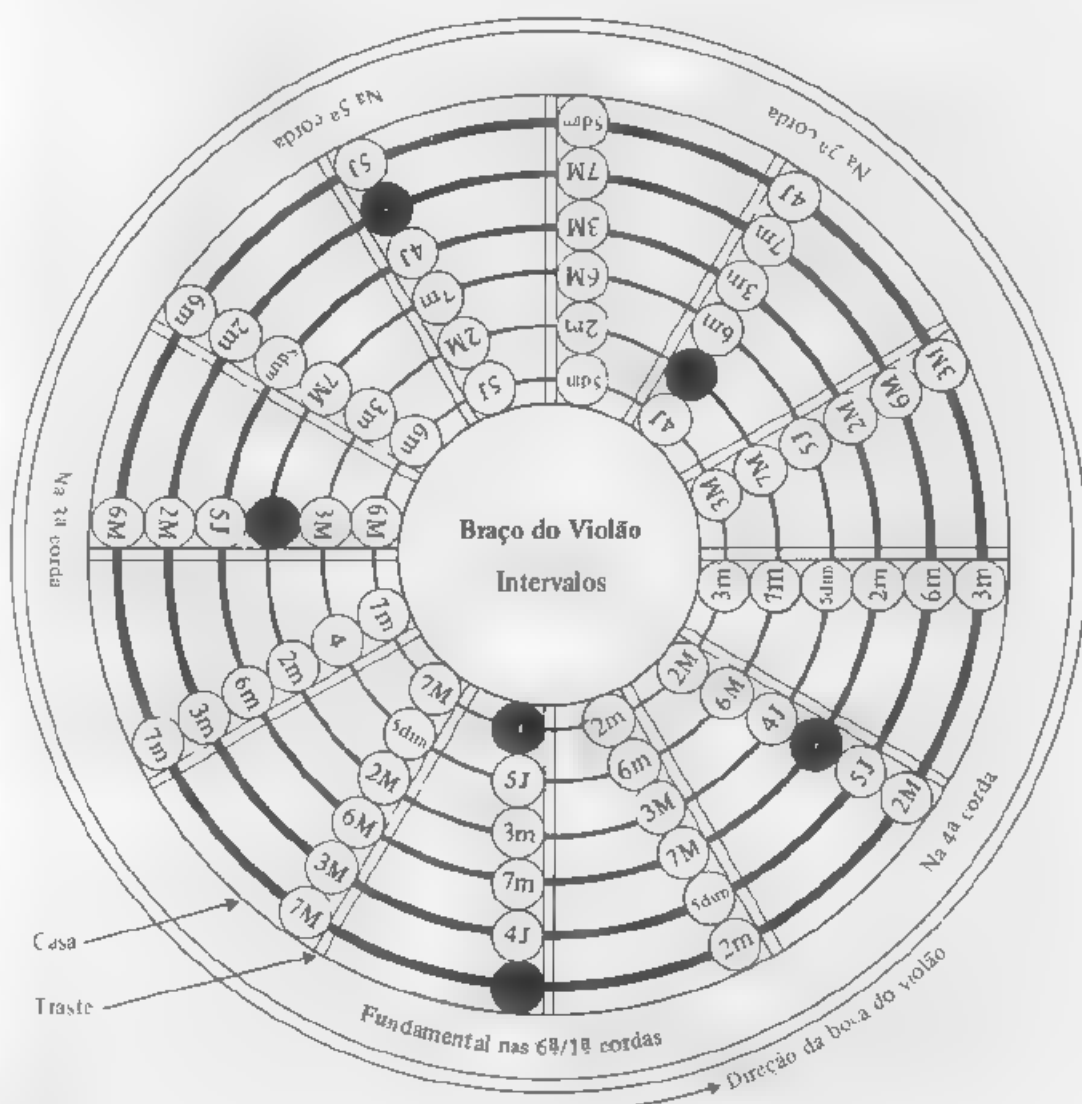 Na 5ª corda
Na 2ª corda
Na 3ª corda
Na 4ª corda
Fundamental nas 6ª/1ª cordas
Direção da boca do violão
Casa
Traste
Braço do Violão
Intervalos
5dim 7M 3M 6M 2m 5dim
4J 7m 3m 6m 4J
3M 6M 2M 5J 7M 3M
3m 6m 2m 5dim 7m 3m
2M 5J 4J 6M 2M
2m 5dim 7M 3M 6m 2m
4J 7m 3m 5J
7M 3M 6M 2M 5dim 7M
7m 3m 6m 2m 4 7m
6M 2M 5J 3M 6M
6m 2m 5dim 7M 3m 6m
5J 4J 7m 2M 5J